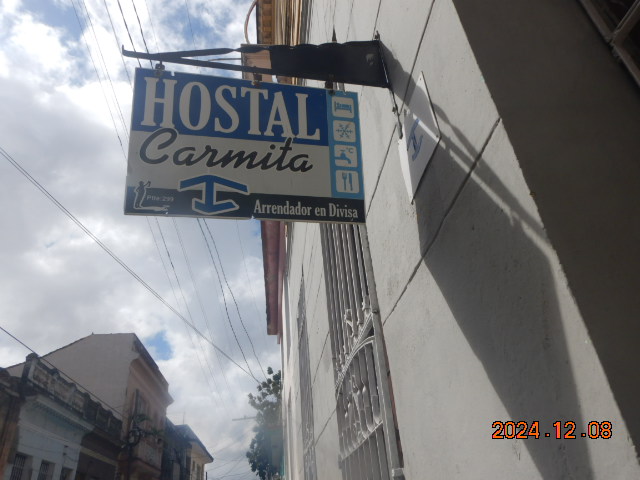 HOSTAL
Carmita
Arrendador en Divisa
2024.12.08